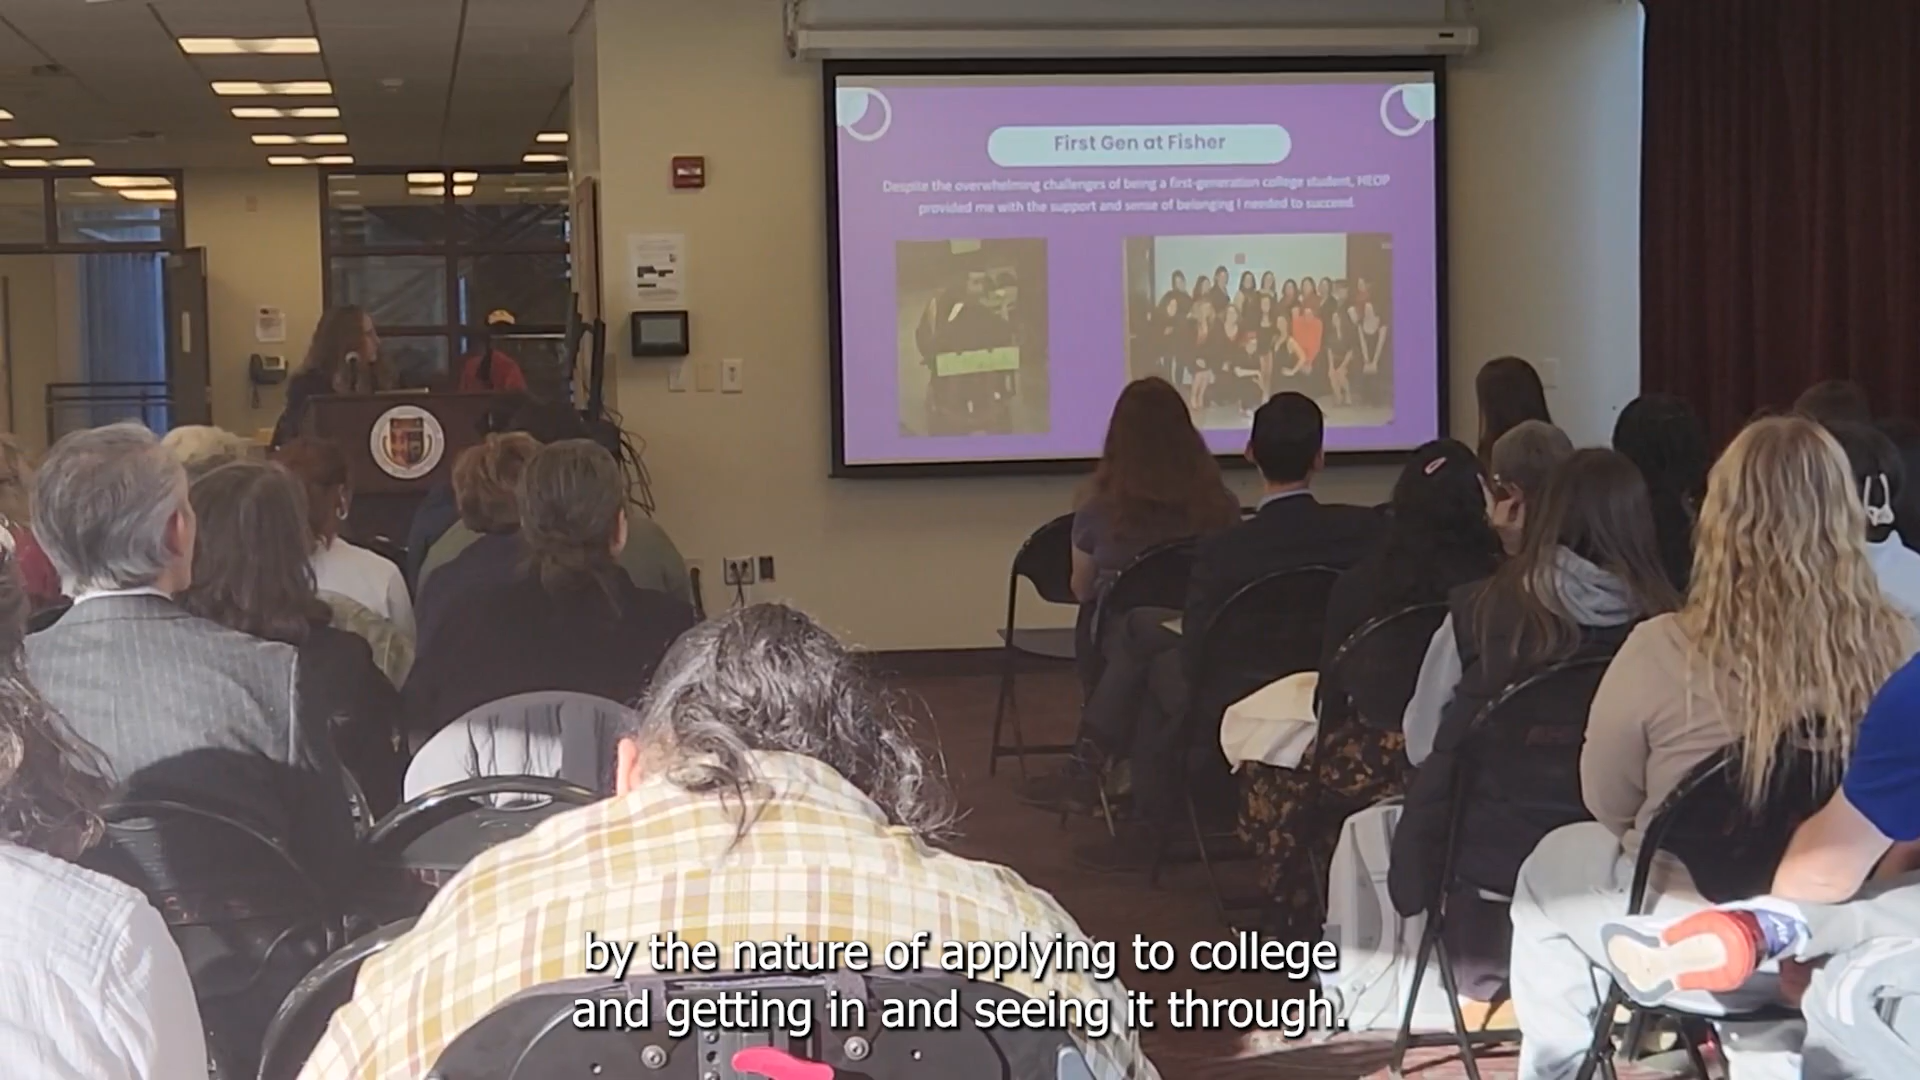 First Gen at Fisher
Despite the overwhelming challenges of being a first-generation college student, HEOP
provided me with the support and sense of belonging I needed to succeed.
by the nature of applying to college
and getting in and seeing it through.